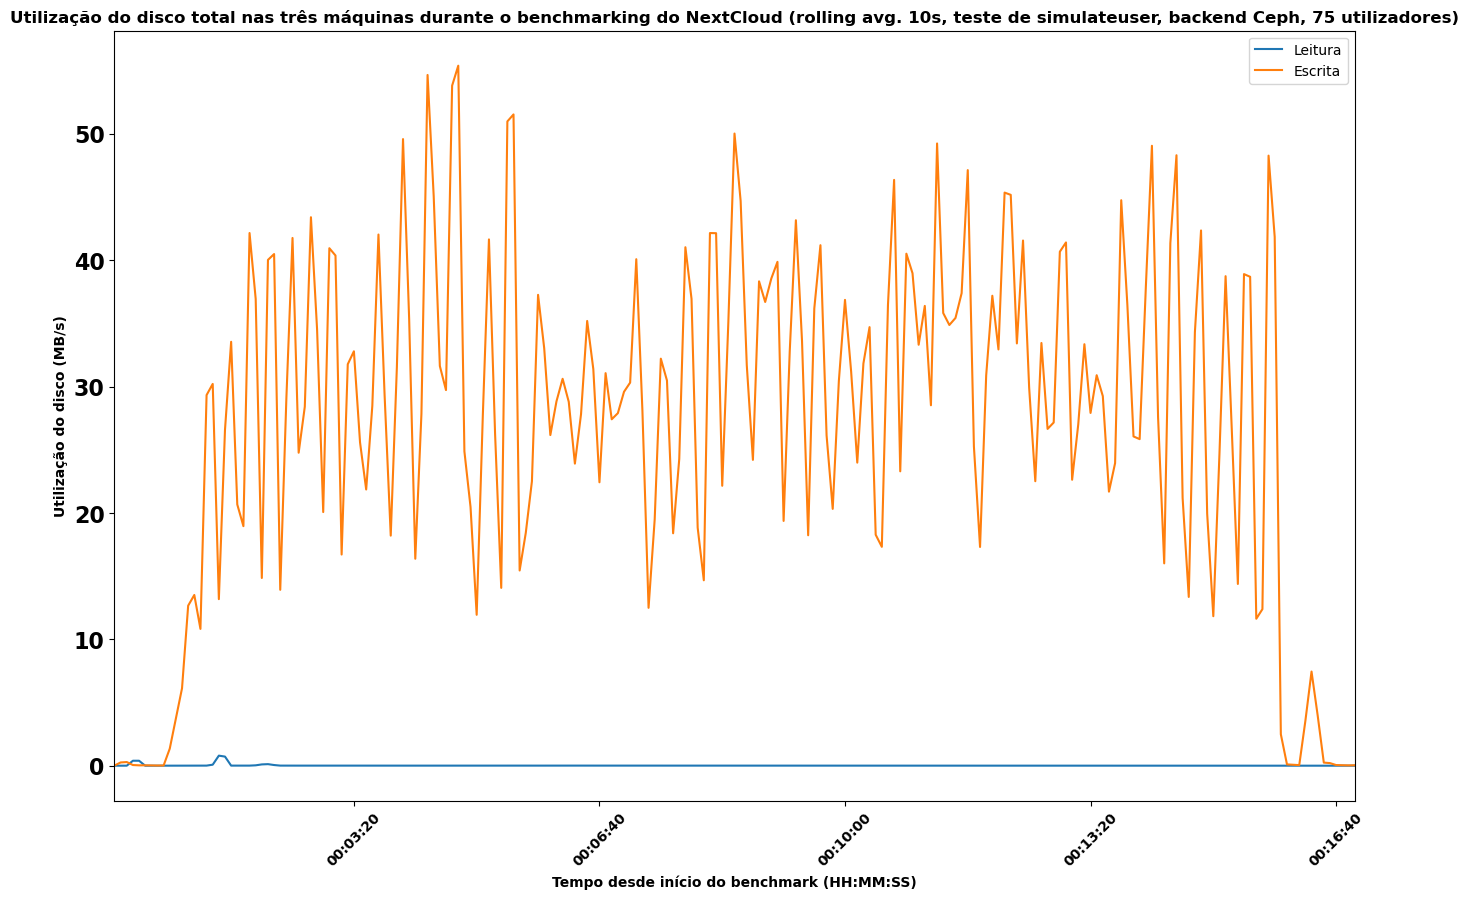 Utilização do disco total nas três máquinas durante o benchmarking do NextCloud (rolling avg. 10s, teste de simulateuser, backend Ceph, 75 utilizadores)
Leitura
Escrita
Utilização do disco (MB/s)
50
40
30
20
10
0
00:03:20
00:06:40
00:10:00
00:13:20
00:16:40
Tempo desde início do benchmark (HH:MM:SS)